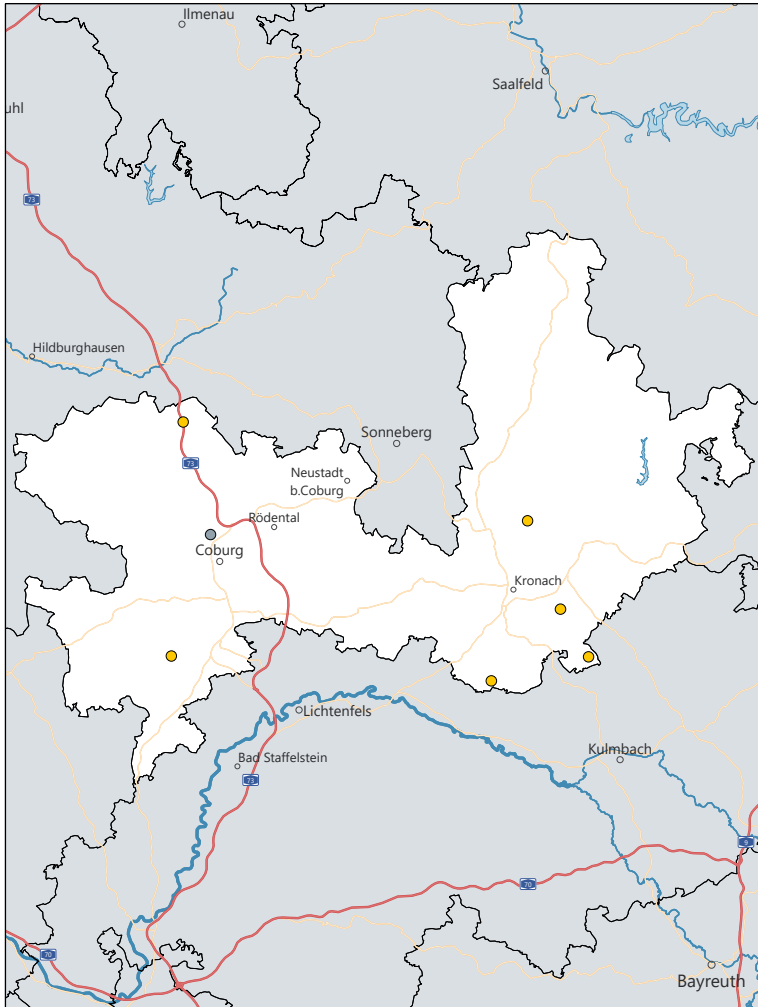 Ilmenau
Saalfeld
uhl
73
Hildburghausen
Sonneberg
73
Neustadt
b.Coburg
Rödental
Coburg
Kronach
Lichtenfels
Kulmbach
Bad Staffelstein
73
9
70
70
Bayreuth